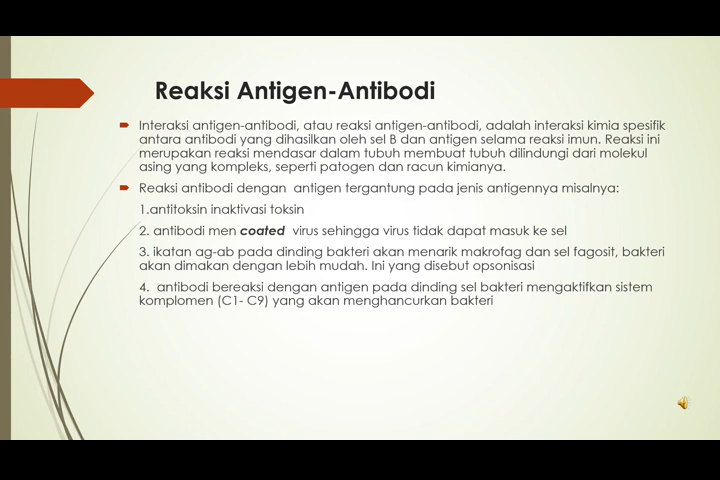 Reaksi Antigen-Antibodi
Interaksi antigen-antibodi, atau reaksi antigen-antibodi, adalah interaksi kimia spesifik
antara antibodi yang dihasilkan oleh sel B dan antigen selama reaksi imun. Reaksi ini
merupakan reaksi mendasar dalam tubuh membuat tubuh dilindungi dari molekul
asing yang kompleks, seperti patogen dan racun kimianya.
Reaksi antibodi dengan antigen tergantung pada jenis antigennya misalnya:
1.antitoksin inaktivasi toksin
2. antibodi men coated virus sehingga virus tidak dapat masuk ke sel
3. ikatan ag-ab pada dinding bakteri akan menarik makrofag dan sel fagosit, bakteri
akan dimakan dengan lebih mudah. Ini yang disebut opsonisasi
4. antibodi bereaksi dengan antigen pada dinding sel bakteri mengaktifkan sistem
komplomen (C1- C9) yang akan menghancurkan bakteri